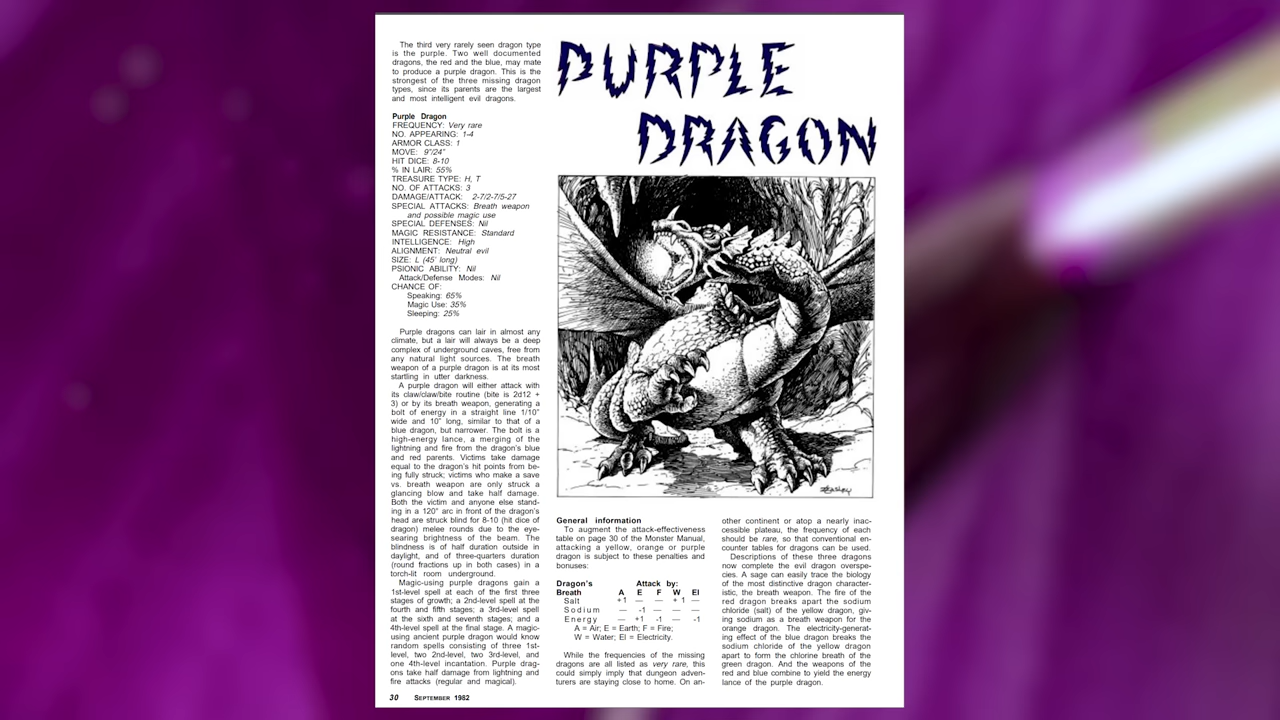 The third very rarely seen dragon type
is the purple. Two well documented
dragons, the red and the blue, may mate
to produce a purple dragon. This is the
strongest of the three missing dragon
types, since its parents are the largest
and most intelligent evil dragons.
Purple Dragon
FREQUENCY: Very rare
NO. APPEARING: 1-4
ARMOR CLASS: 1
MOVE: 9"/24"
HIT DICE: 8-10
% IN LAIR: 55%
TREASURE TYPE: H, T
NO. OF ATTACKS: 3
DAMAGE/ATTACK: 2-7/2-7/5-27
SPECIAL ATTACKS: Breath weapon
and possible magic use
SPECIAL DEFENSES: Nil
MAGIC RESISTANCE: Standard
INTELLIGENCE: High
ALIGNMENT: Neutral evil
SIZE: L (45' long)
PSIONIC ABILITY: Nil
Attack/Defense Modes: Nil
CHANCE OF:
Speaking: 65%
Magic Use: 35%
Sleeping: 25%
Purple dragons can lair in almost any
climate, but a lair will always be a deep
complex of underground caves, free from
any natural light sources. The breath
weapon of a purple dragon is at its most
startling in utter darkness.
A purple dragon will either attack with
its claw/claw/bite routine (bite is 2d12 +
3) or by its breath weapon, generating a
bolt of energy in a straight line 1/10"
wide and 10" long, similar to that of a
blue dragon, but narrower. The bolt is a
high-energy lance, a merging of the
lightning and fire from the dragon's blue
and red parents. Victims take damage
equal to the dragon's hit points from be-
ing fully struck; victims who make a save
vs. breath weapon are only struck a
glancing blow and take half damage.
Both the victim and anyone else stand-
ing in a 120° arc in front of the dragon's
head are struck blind for 8-10 (hit dice of
dragon) melee rounds due to the eye-
searing brightness of the beam. The
blindness is of half duration outside in
daylight, and of three-quarters duration
(round fractions up in both cases) in a
torch-lit room underground.
Magic-using purple dragons gain a
1st-level spell at each of the first three
stages of growth; a 2nd-level spell at the
fourth and fifth stages; a 3rd-level spell
at the sixth and seventh stages; and a
4th-level spell at the final stage. A magic-
using ancient purple dragon would know
random spells consisting of three 1st-
level, two 2nd-level, two 3rd-level, and
one 4th-level incantation. Purple drag-
ons take half damage from lightning and
fire attacks (regular and magical).
30 SEPTEMBER 1982
PURPLE
DRAGON
Easley
General information
To augment the attack-effectiveness
table on page 30 of the Monster Manual,
attacking a yellow, orange or purple
dragon is subject to these penalties and
bonuses:
Dragon's Attack by:
Breath A E F W El
Salt +1 — — +1 —
Sodium — -1 — — —
Energy — +1 -1 — -1
A = Air; E = Earth; F = Fire;
W = Water; El = Electricity.
While the frequencies of the missing
dragons are all listed as very rare, this
could simply imply that dungeon adven-
turers are staying close to home. On an-
other continent or atop a nearly inac-
cessible plateau, the frequency of each
should be rare, so that conventional en-
counter tables for dragons can be used.
Descriptions of these three dragons
now complete the evil dragon overspe-
cies. A sage can easily trace the biology
of the most distinctive dragon character-
istic, the breath weapon. The fire of
the red dragon breaks apart the sodium
chloride (salt) of the yellow dragon, giv-
ing sodium as a breath weapon for the
orange dragon. The electricity-generat-
ing effect of the blue dragon breaks the
sodium chloride of the yellow dragon
apart to form the chlorine breath of the
green dragon. And the weapons of the
red and blue combine to yield the energy
lance of the purple dragon.